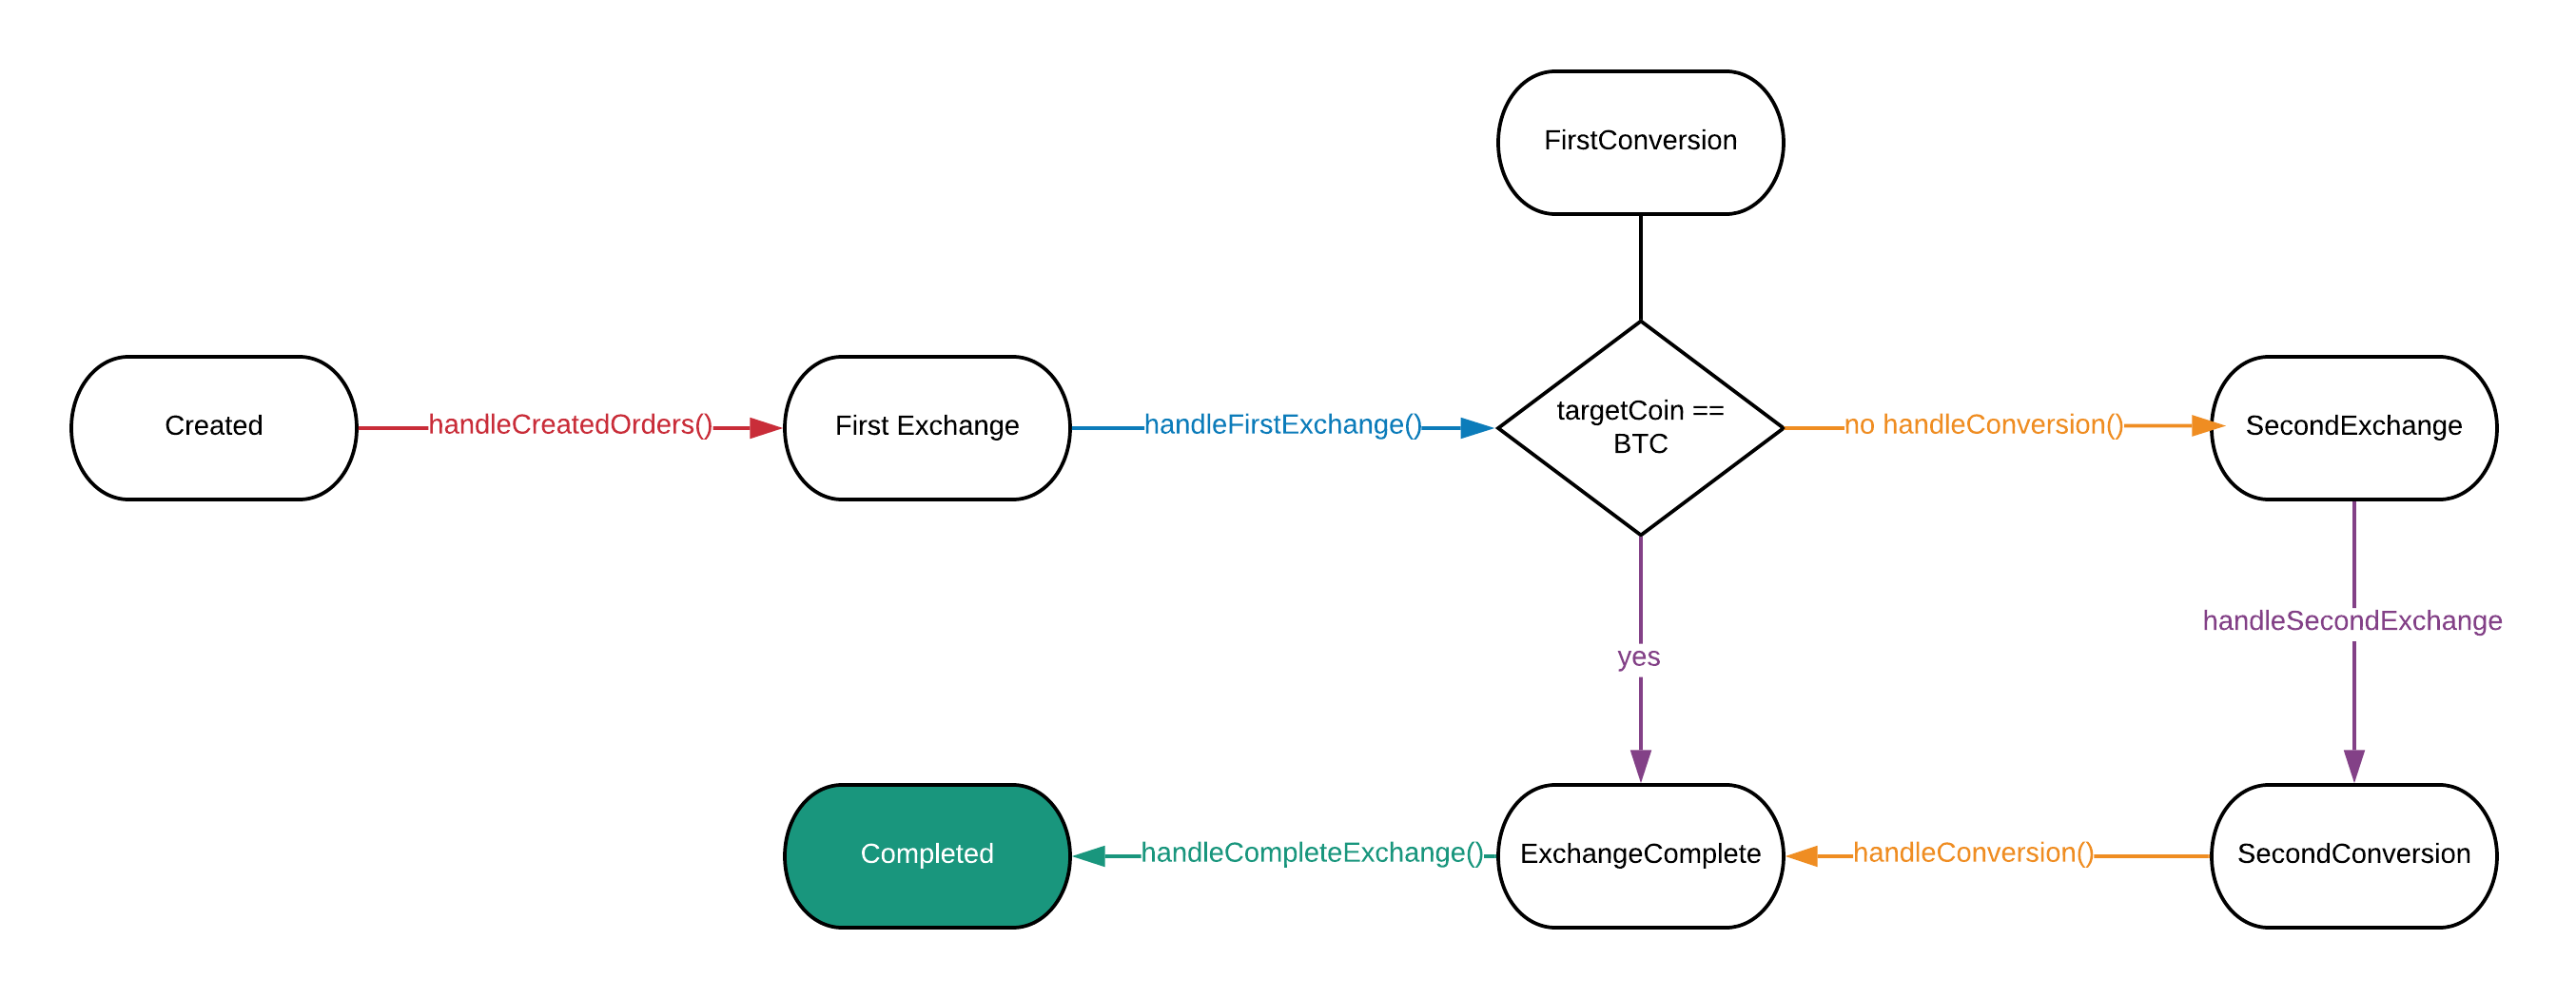 FirstConversion
Created
handleCreatedOrders()
First Exchange
handleFirstExchange()
targetCoin ==
BTC
no handleConversion()
SecondExchange
handleSecondExchange
yes
Completed
handleCompleteExchange()
ExchangeComplete
handleConversion()
SecondConversion